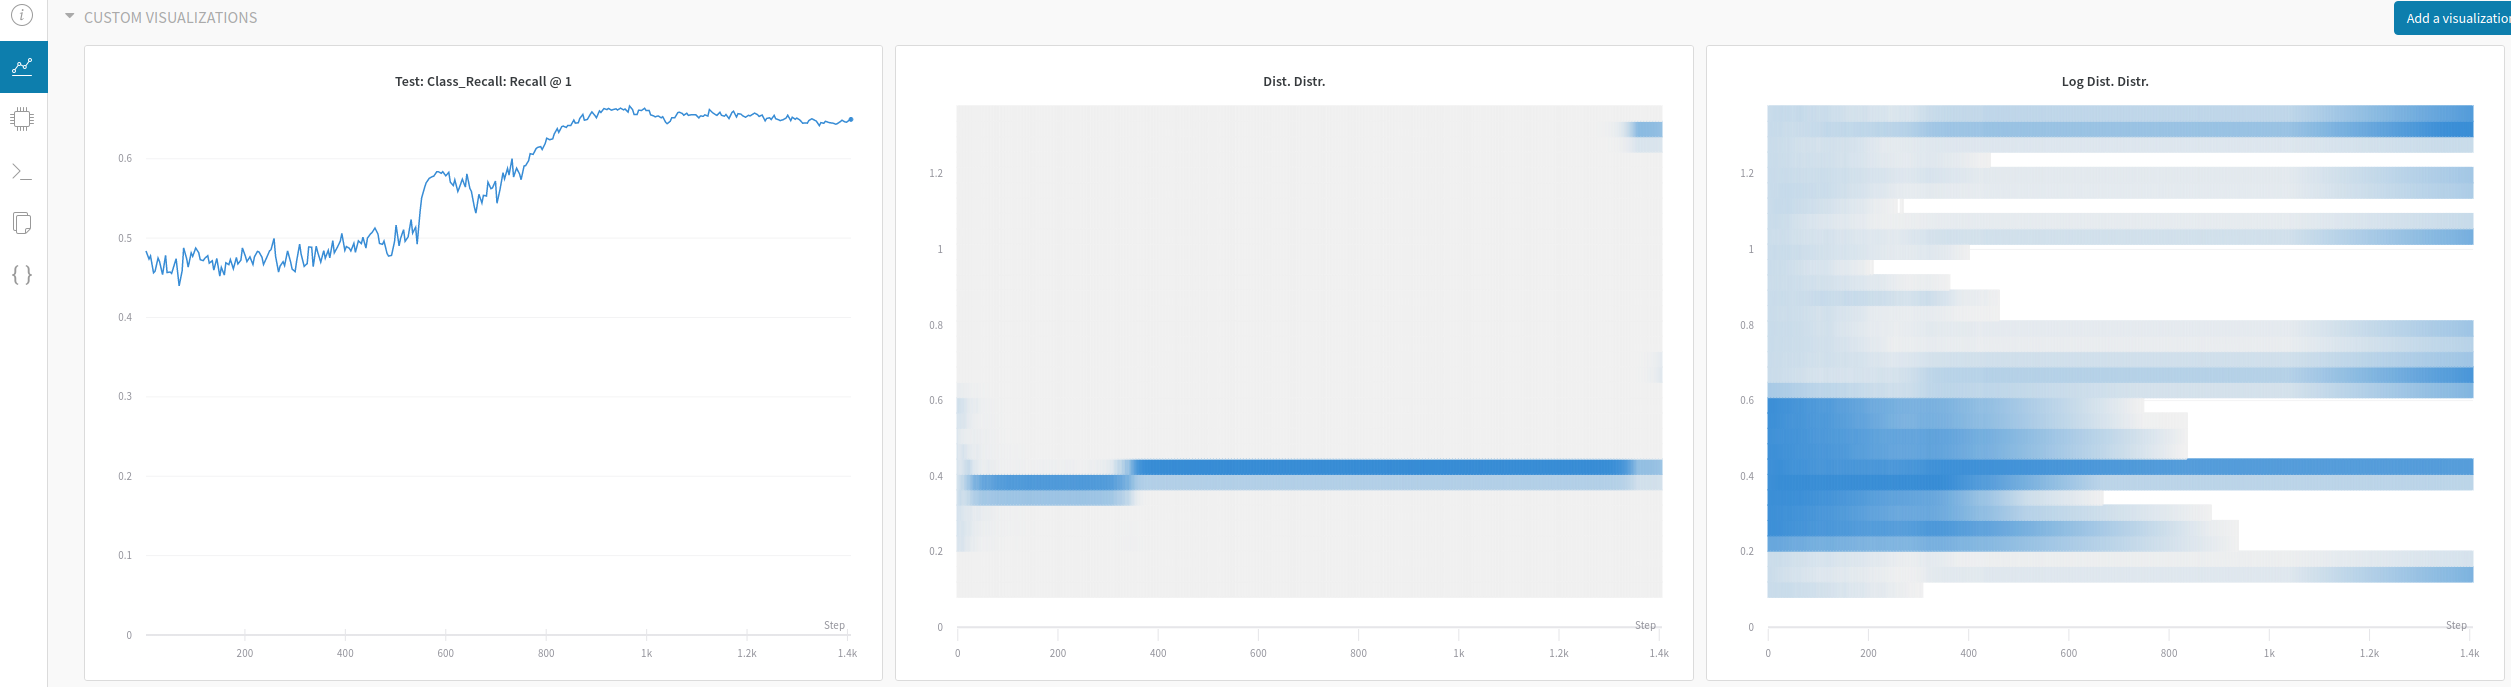 CUSTOM VISUALIZATIONS
Add a visualization
Test: Class_Recall: Recall @ 1
0.6
0.5
0.4
0.3
0.2
0.1
0
Step
200 400 600 800 1k 1.2k 1.4k
Dist. Distr.
1.2
1
0.8
0.6
0.4
0.2
0
Step
0 200 400 600 800 1k 1.2k 1.4k
Log Dist. Distr.
1.2
1
0.8
0.6
0.4
0.2
0
Step
0 200 400 600 800 1k 1.2k 1.4k